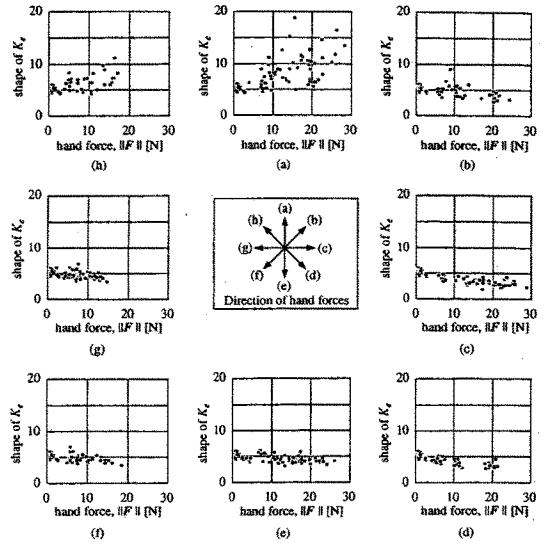 20
shape of Kₑ
10
0
0 10 20 30
hand force, ||F || [N]
(h)
20
shape of Kₑ
10
0
0 10 20 30
hand force, ||F || [N]
(a)
20
shape of Kₑ
10
0
0 10 20 30
hand force, ||F || [N]
(b)
20
shape of Kₑ
10
0
0 10 20 30
hand force, ||F || [N]
(g)
(a)
(h) (b)
(g) (c)
(f) (d)
(e)
Direction of hand forces
20
shape of Kₑ
10
0
0 10 20 30
hand force, ||F || [N]
(c)
20
shape of Kₑ
10
0
0 10 20 30
hand force, ||F || [N]
(f)
20
shape of Kₑ
10
0
0 10 20 30
hand force, ||F || [N]
(e)
20
shape of Kₑ
10
0
0 10 20 30
hand force, ||F || [N]
(d)